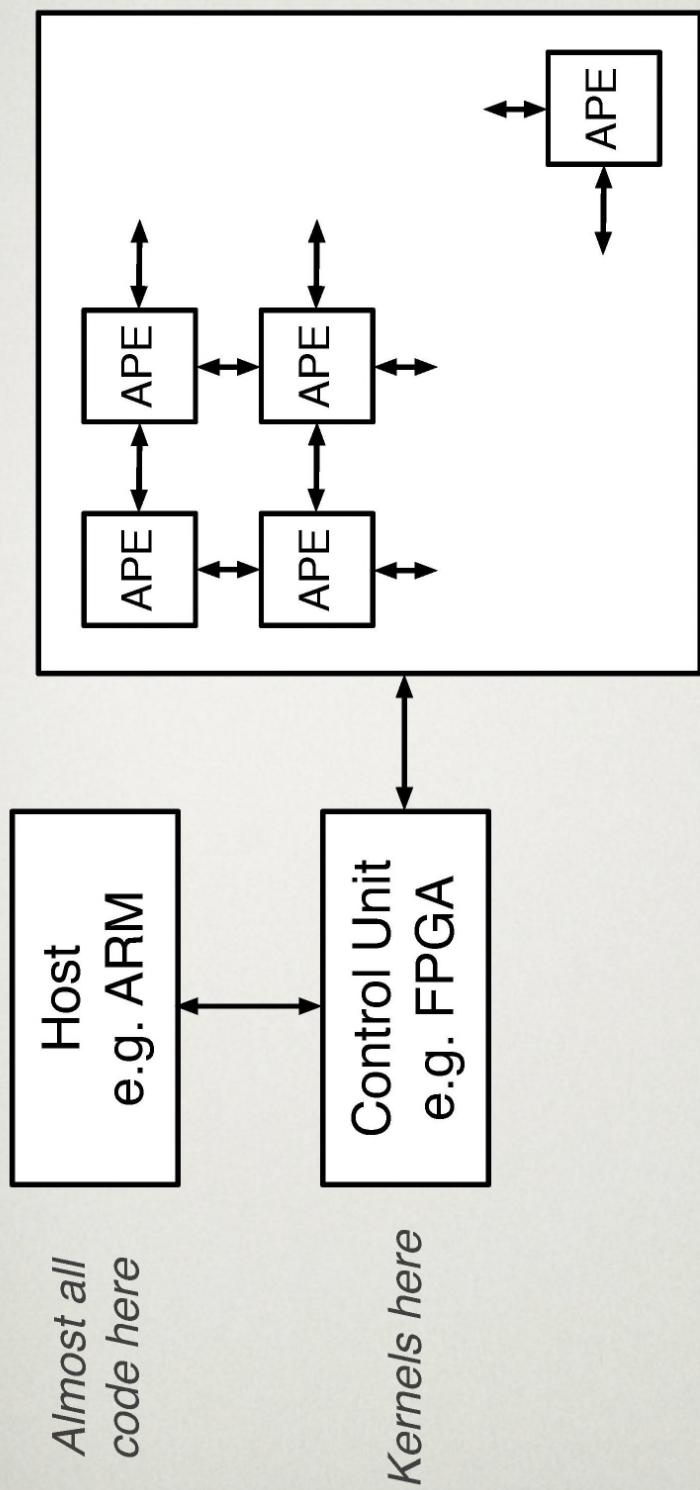 Almost all
code here
Host
e.g. ARM
Kernels here
Control Unit
e.g. FPGA
APE
APE
APE
APE
APE